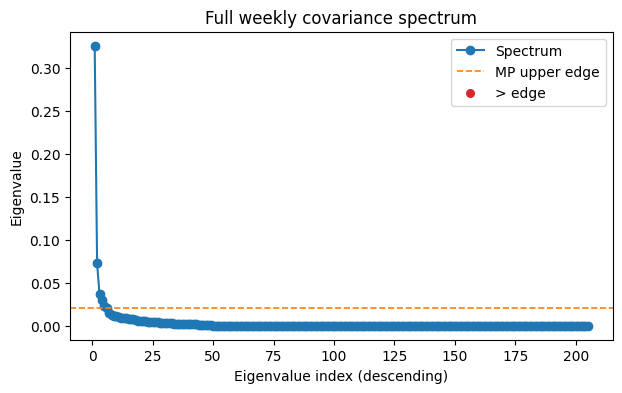 Full weekly covariance spectrum
Spectrum
MP upper edge
> edge
0.30
0.25
0.20
0.15
0.10
0.05
0.00
Eigenvalue
0 25 50 75 100 125 150 175 200
Eigenvalue index (descending)